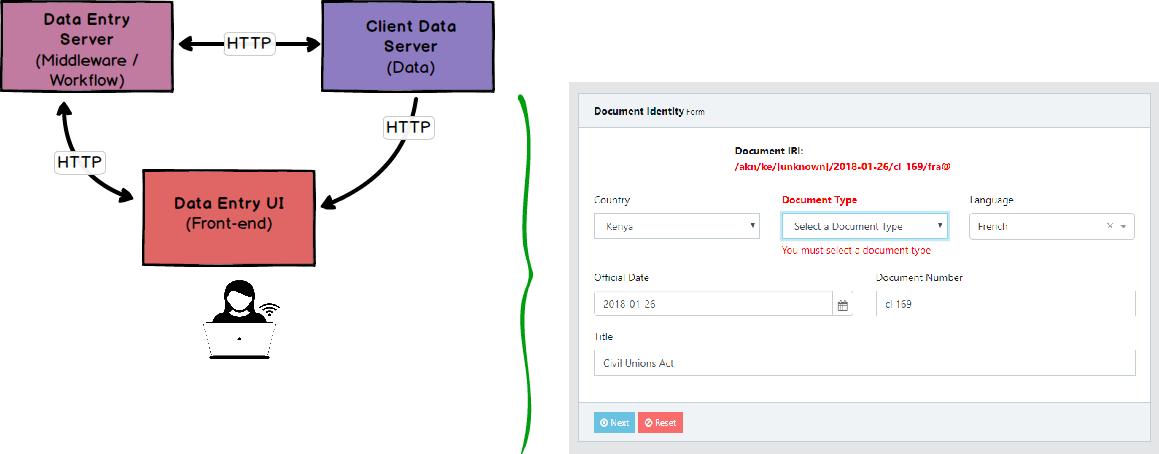 Data Entry
Server
(Middleware /
Workflow)
HTTP
Client Data
Server
(Data)
HTTP
HTTP
Data Entry UI
(Front-end)
Document Identity Form
Document IRI:
/akn/ke/[unknown]/2018-01-26/cl-169/fra@
Country
Document Type
Language
Kenya
Select a Document Type
French
You must select a document type
Official Date
Document Number
2018-01-26
cl-169
Title
Civil Unions Act
Next
Reset